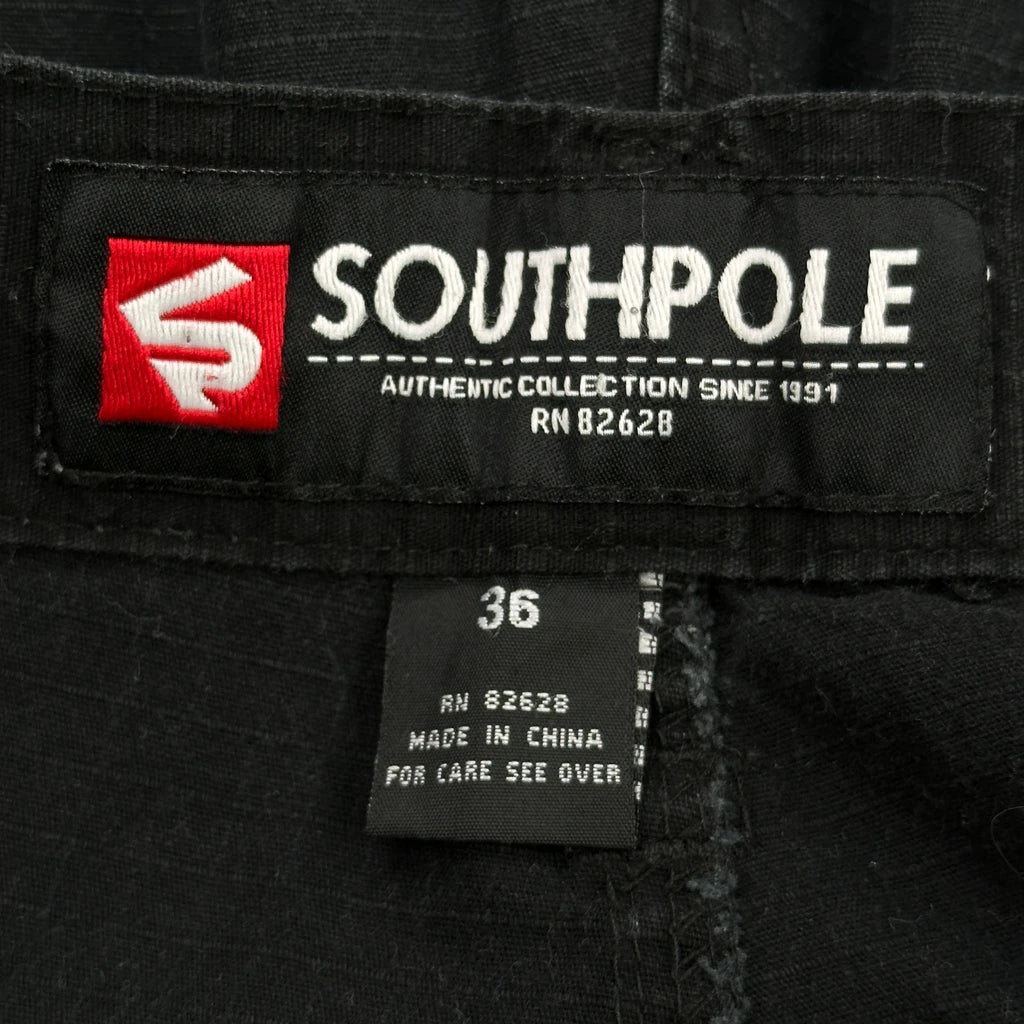 SOUTHPOLE
AUTHENTIC COLLECTION SINCE 1991
RN 82628
36
RN 82628
MADE IN CHINA
FOR CARE SEE OVER